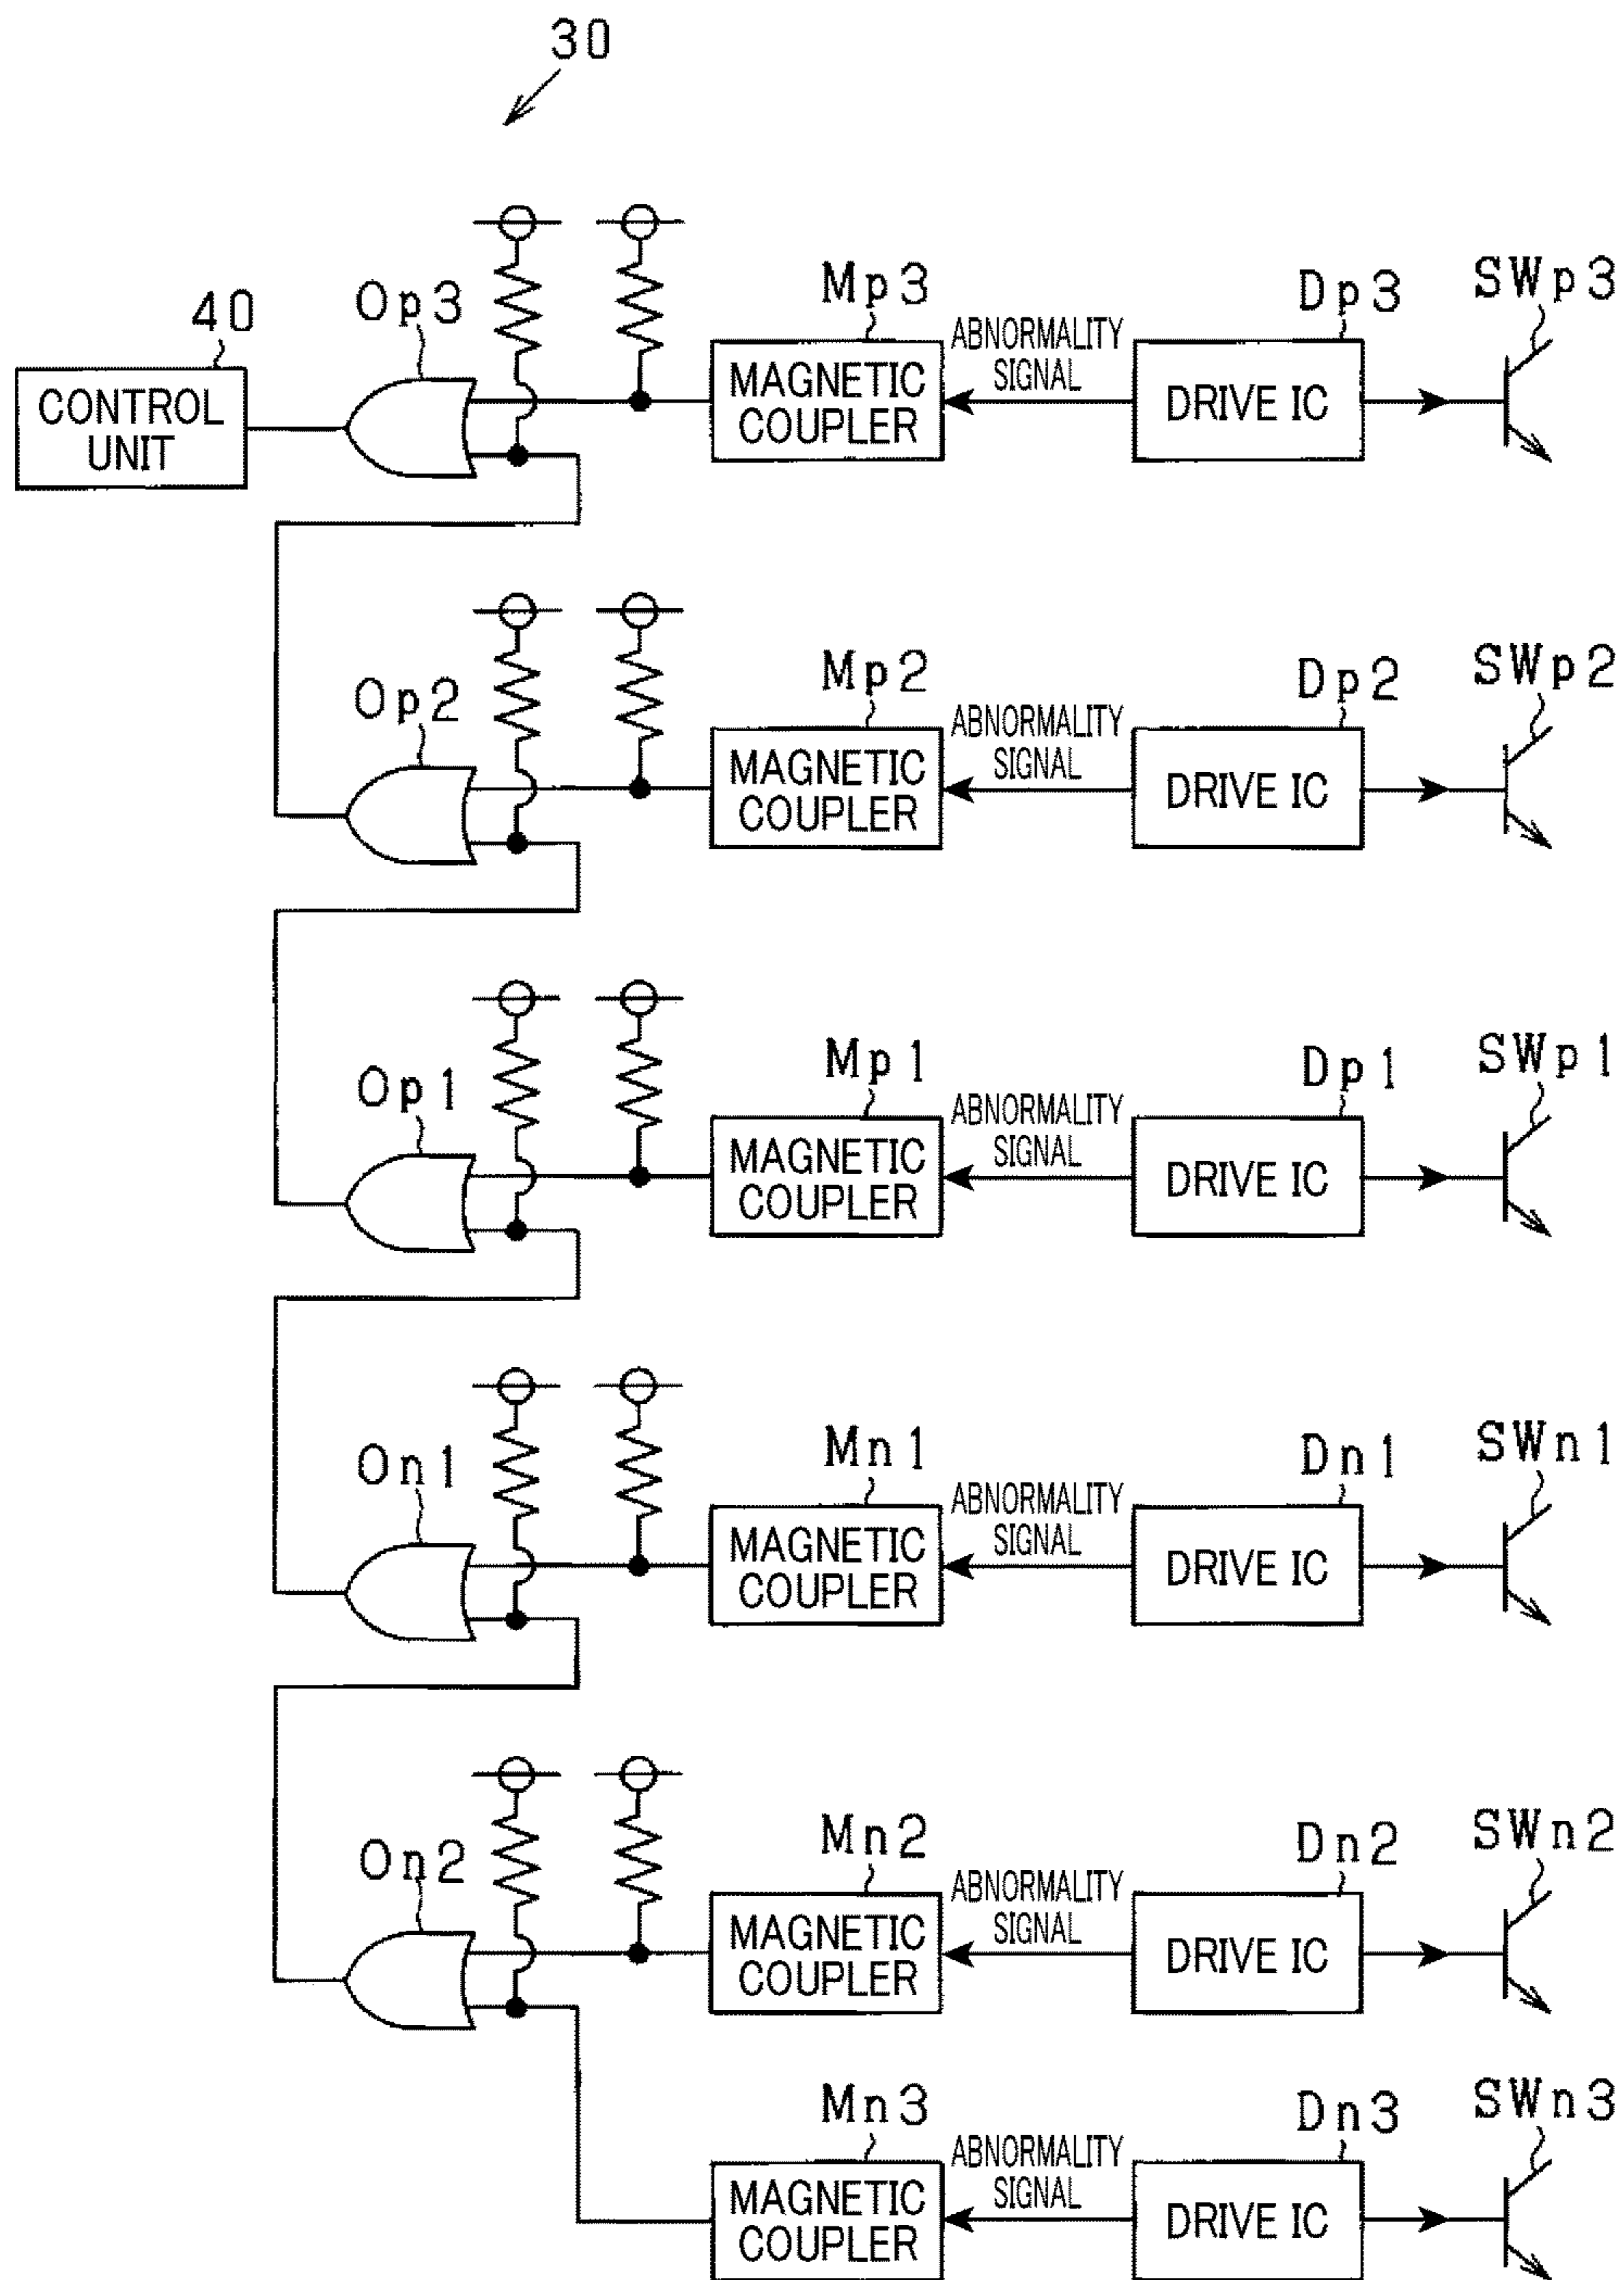 30
Mp3
Dp3
SWp3
Op3
40
ABNORMALITY
SIGNAL
CONTROL
UNIT
MAGNETIC
COUPLER
DRIVE IC
Mp2
Dp2
SWp2
Op2
ABNORMALITY
SIGNAL
MAGNETIC
COUPLER
DRIVE IC
Mp1
Dp1
SWp1
Op1
ABNORMALITY
SIGNAL
MAGNETIC
COUPLER
DRIVE IC
Mn1
Dn1
SWn1
On1
ABNORMALITY
SIGNAL
MAGNETIC
COUPLER
DRIVE IC
Mn2
Dn2
SWn2
On2
ABNORMALITY
SIGNAL
MAGNETIC
COUPLER
DRIVE IC
Mn3
Dn3
SWn3
ABNORMALITY
SIGNAL
MAGNETIC
COUPLER
DRIVE IC